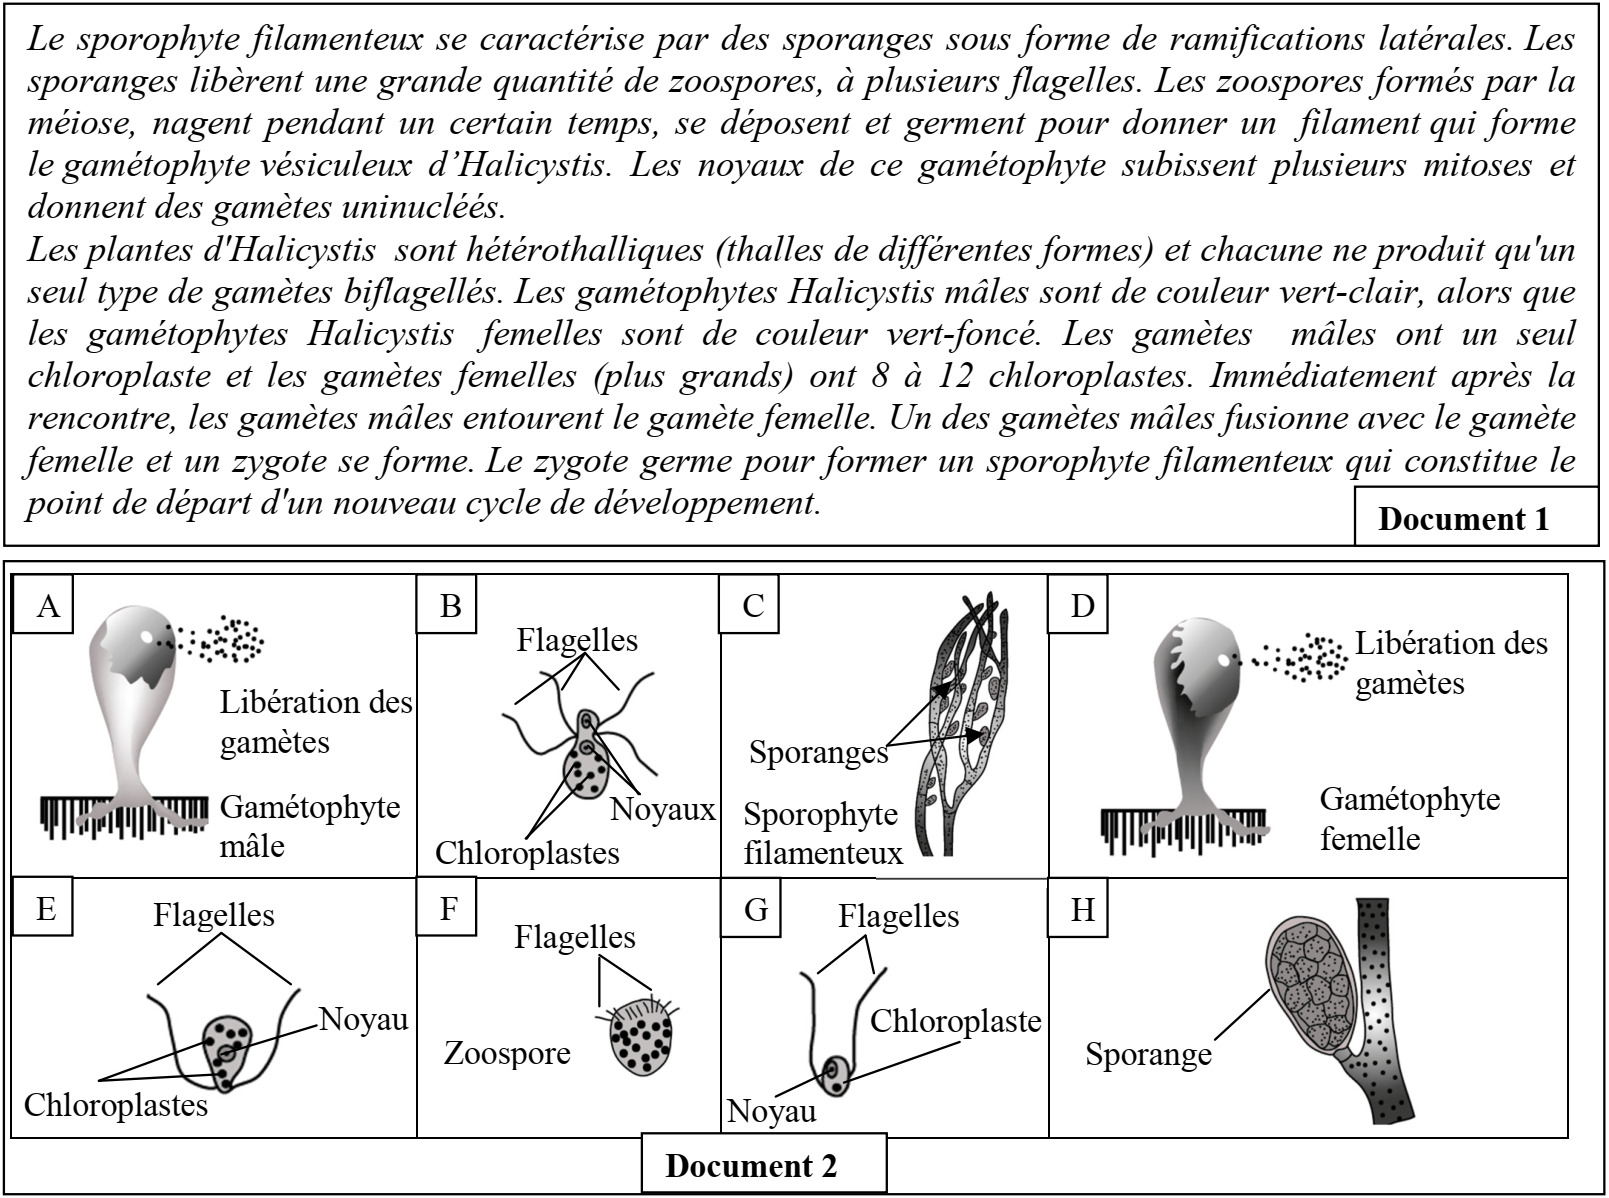 Le sporophyte filamenteux se caractérise par des sporanges sous forme de ramifications latérales. Les
sporanges libèrent une grande quantité de zoospores, à plusieurs flagelles. Les zoospores formés par la
méiose, nagent pendant un certain temps, se déposent et germent pour donner un filament qui forme
le gamétophyte vésiculeux d’Halicystis. Les noyaux de ce gamétophyte subissent plusieurs mitoses et
donnent des gamètes uninucléés.
Les plantes d'Halicystis sont hétérothalliques (thalles de différentes formes) et chacune ne produit qu'un
seul type de gamètes biflagellés. Les gamétophytes Halicystis mâles sont de couleur vert-clair, alors que
les gamétophytes Halicystis femelles sont de couleur vert-foncé. Les gamètes mâles ont un seul
chloroplaste et les gamètes femelles (plus grands) ont 8 à 12 chloroplastes. Immédiatement après la
rencontre, les gamètes mâles entourent le gamète femelle. Un des gamètes mâles fusionne avec le gamète
femelle et un zygote se forme. Le zygote germe pour former un sporophyte filamenteux qui constitue le
point de départ d'un nouveau cycle de développement.
Document 1
A
Libération des
gamètes
Gamétophyte
mâle
B
Flagelles
Noyaux
Chloroplastes
C
Sporanges
Sporophyte
filamenteux
D
Libération des
gamètes
Gamétophyte
femelle
E
Flagelles
Noyau
Chloroplastes
F
Flagelles
Zoospore
G
Flagelles
Chloroplaste
Noyau
H
Sporange
Document 2